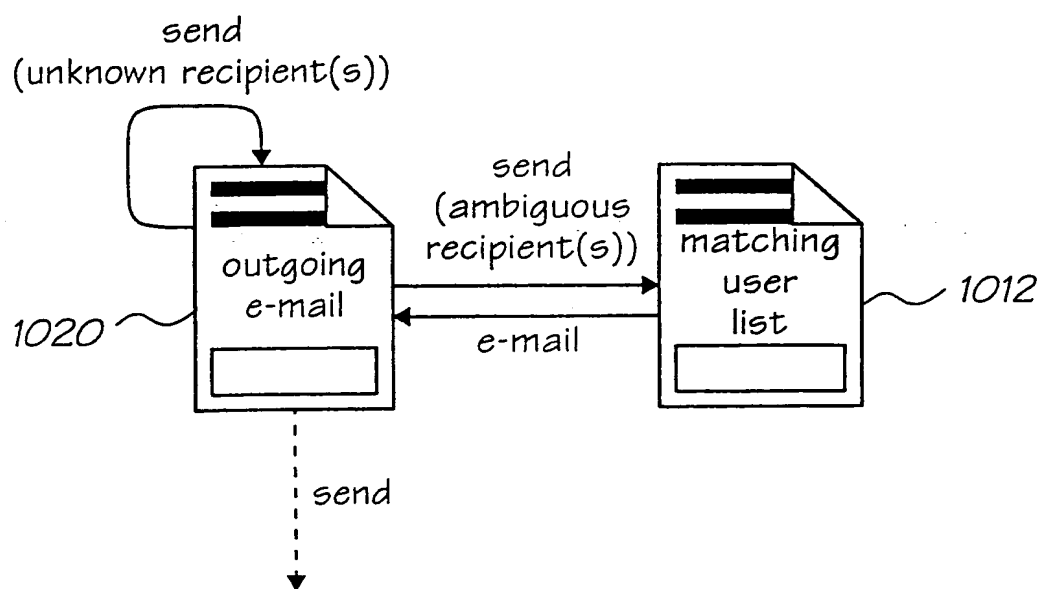 send
(unknown recipient(s))
send
(ambiguous
recipient(s))
outgoing
e-mail
matching
user
list
1020
1012
e-mail
send